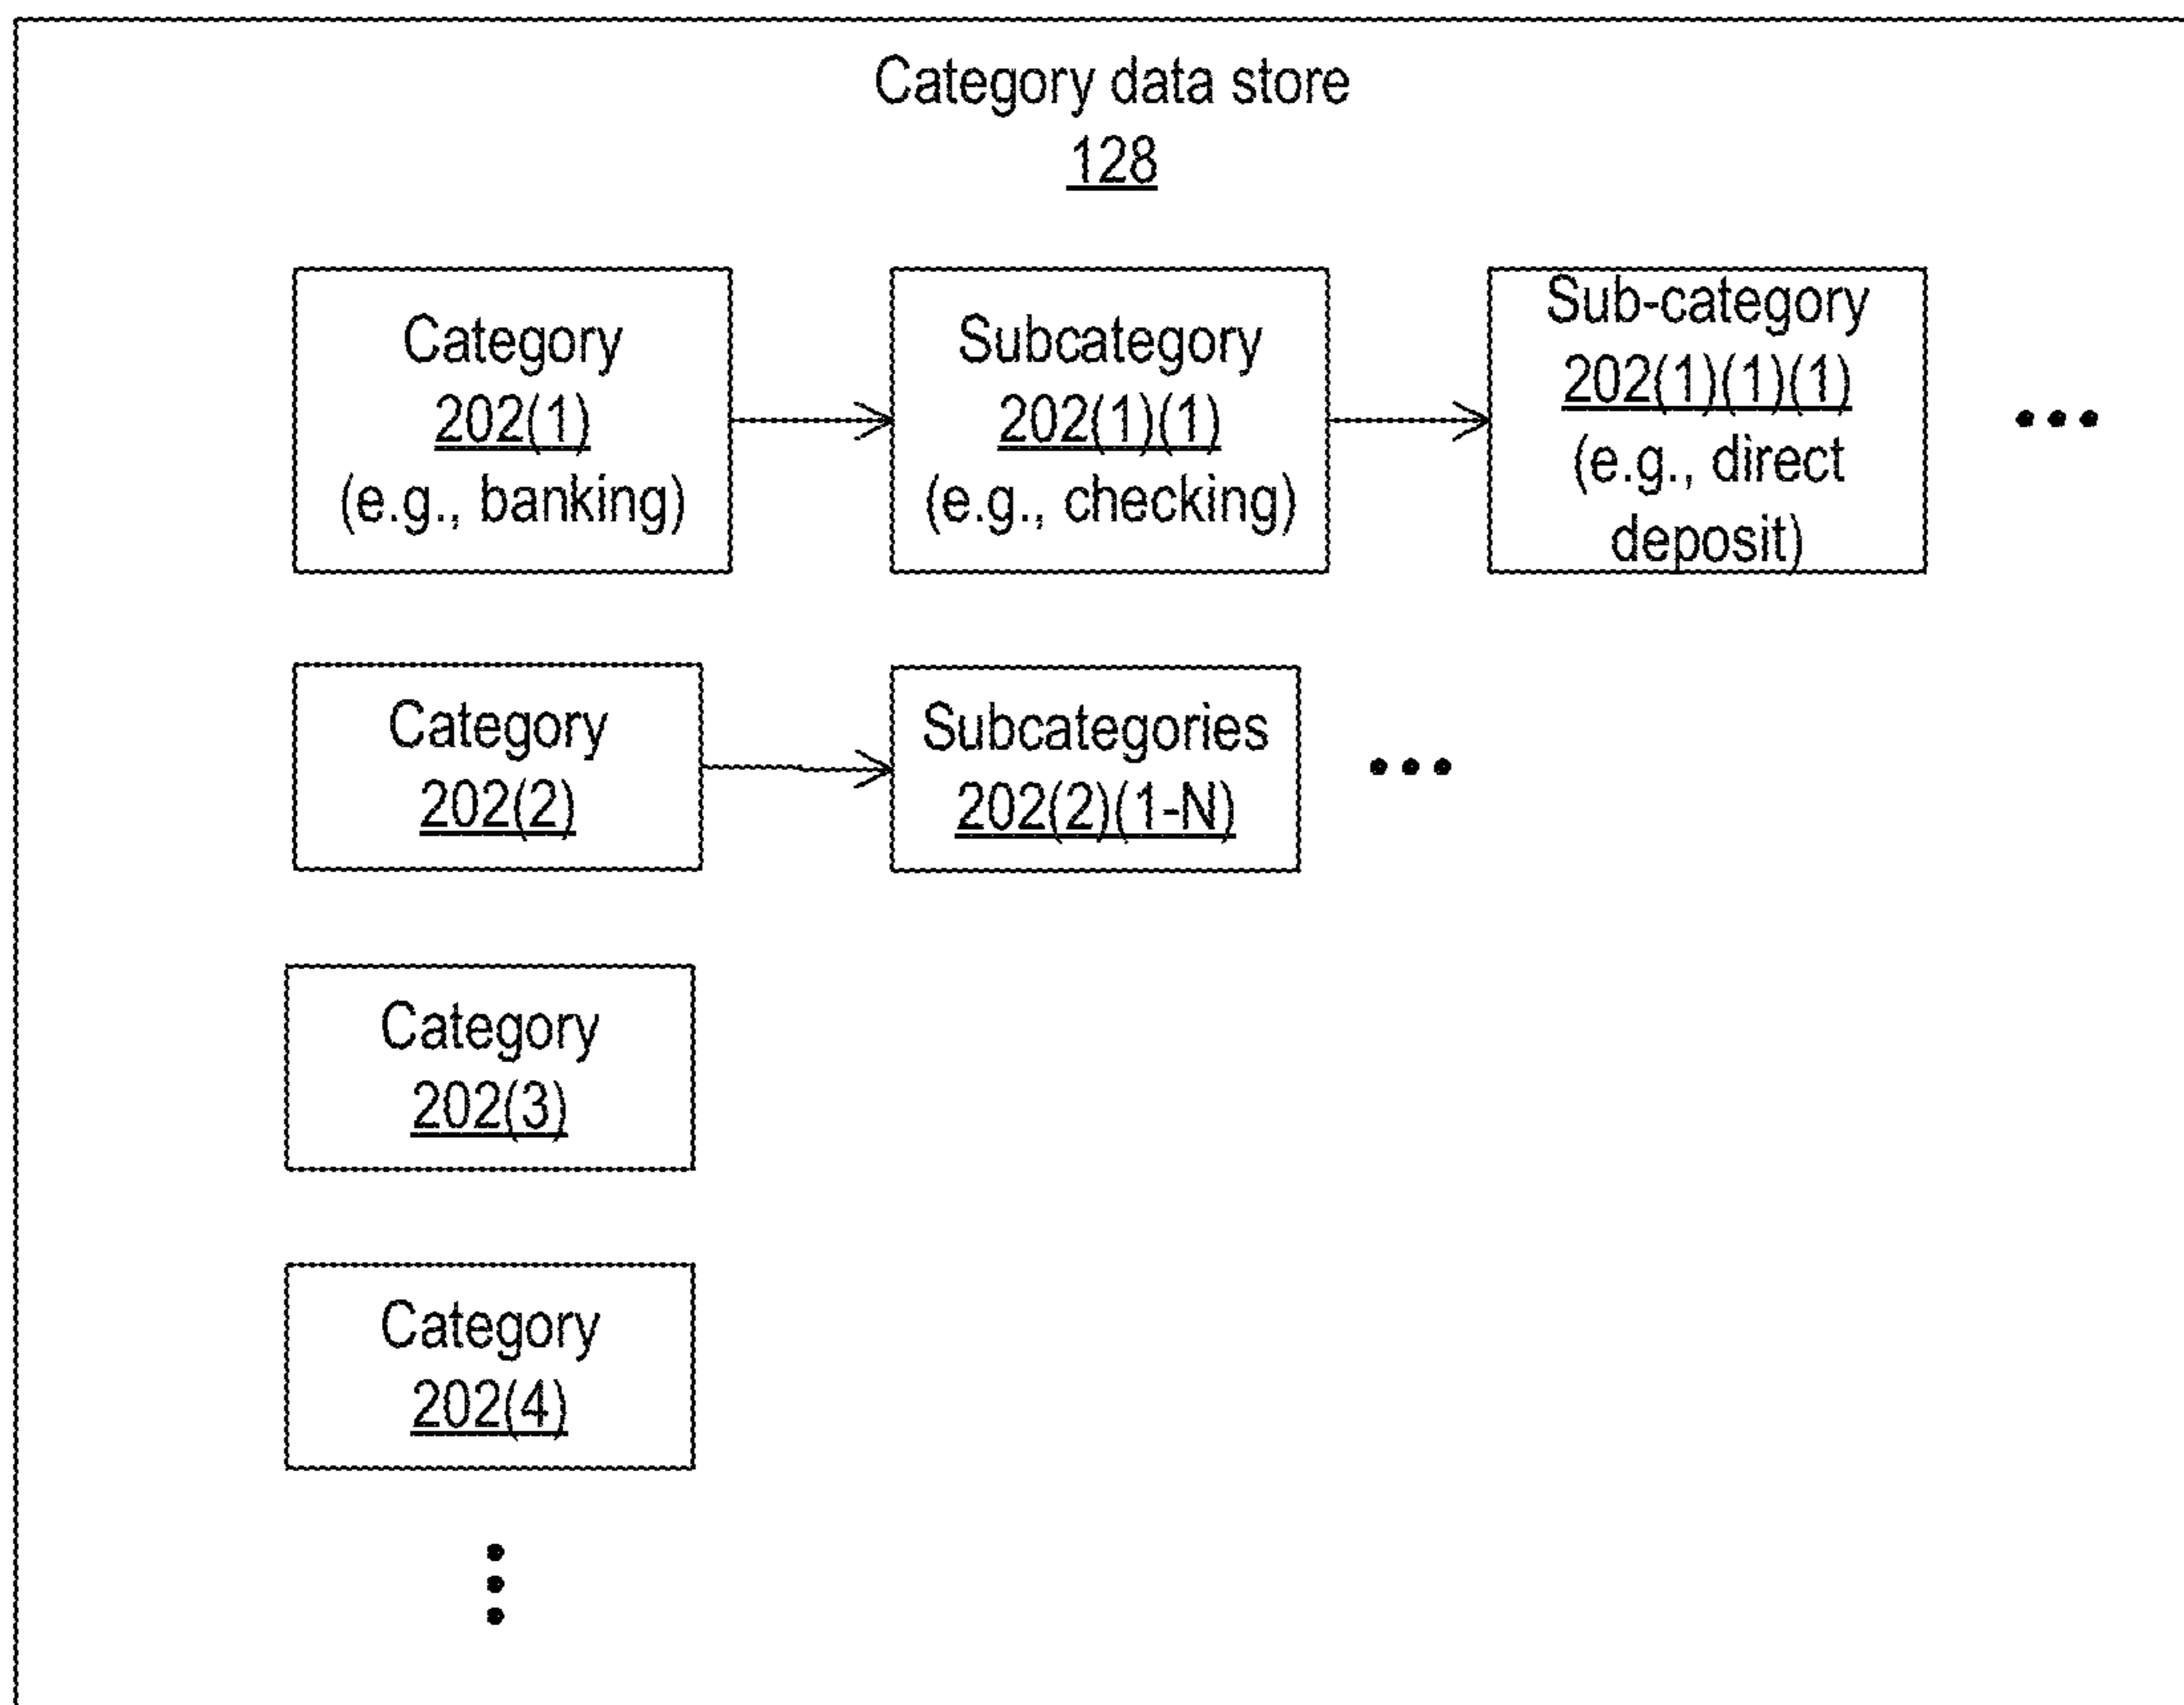 Category data store
128
Category
202(1)
(e.g., banking)
Subcategory
202(1)(1)
(e.g., checking)
Sub-category
202(1)(1)(1)
(e.g., direct
deposit)
Category
202(2)
Subcategories
202(2)(1-N)
Category
202(3)
Category
202(4)